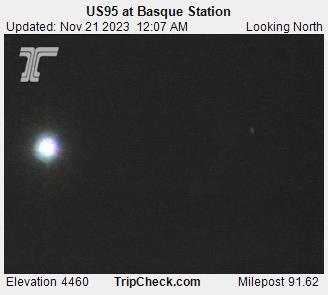 US95 at Basque Station
Updated: Nov 21 2023 12:07 AM Looking North
Elevation 4460 TripCheck.com Milepost 91.62